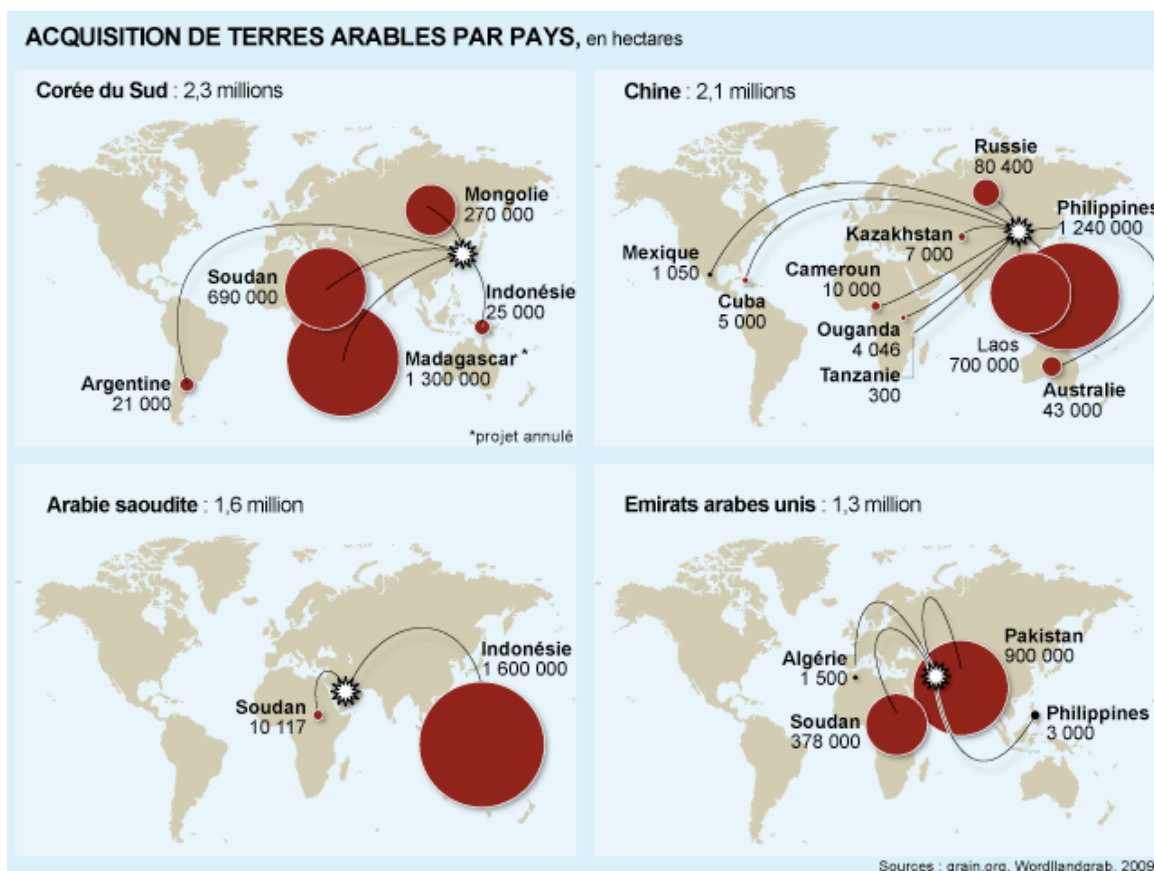 ACQUISITION DE TERRES ARABLES PAR PAYS, en hectares
Corée du Sud : 2,3 millions
Mongolie
270 000
Soudan
690 000
Indonésie
25 000
Madagascar *
1 300 000
Argentine
21 000
*projet annulé
Chine : 2,1 millions
Russie
80 400
Philippines
1 240 000
Kazakhstan
7 000
Mexique
1 050
Cameroun
10 000
Cuba
5 000
Ouganda
4 046
Laos
700 000
Tanzanie
300
Australie
43 000
Arabie saoudite : 1,6 million
Indonésie
1 600 000
Soudan
10 117
Emirats arabes unis : 1,3 million
Pakistan
900 000
Algérie
1 500
Soudan
378 000
Philippines
3 000
Sources : grain.org, Wordllandgrab, 2009